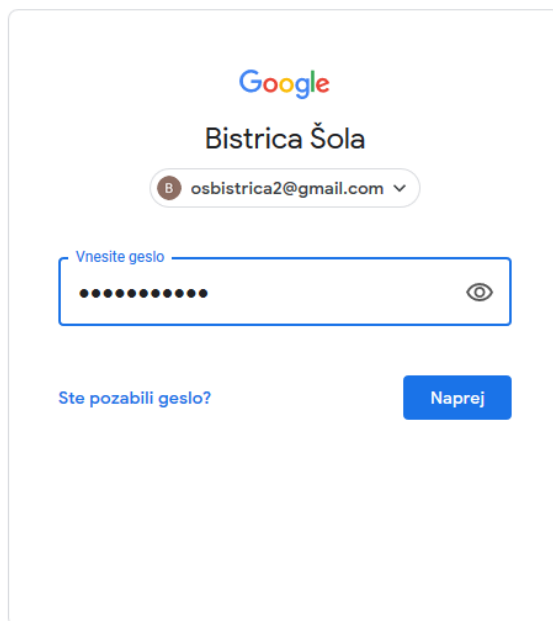 Google
Bistrica Šola
B osbistrica2@gmail.com
Vnesite geslo
•••••••••••
Ste pozabili geslo? Naprej